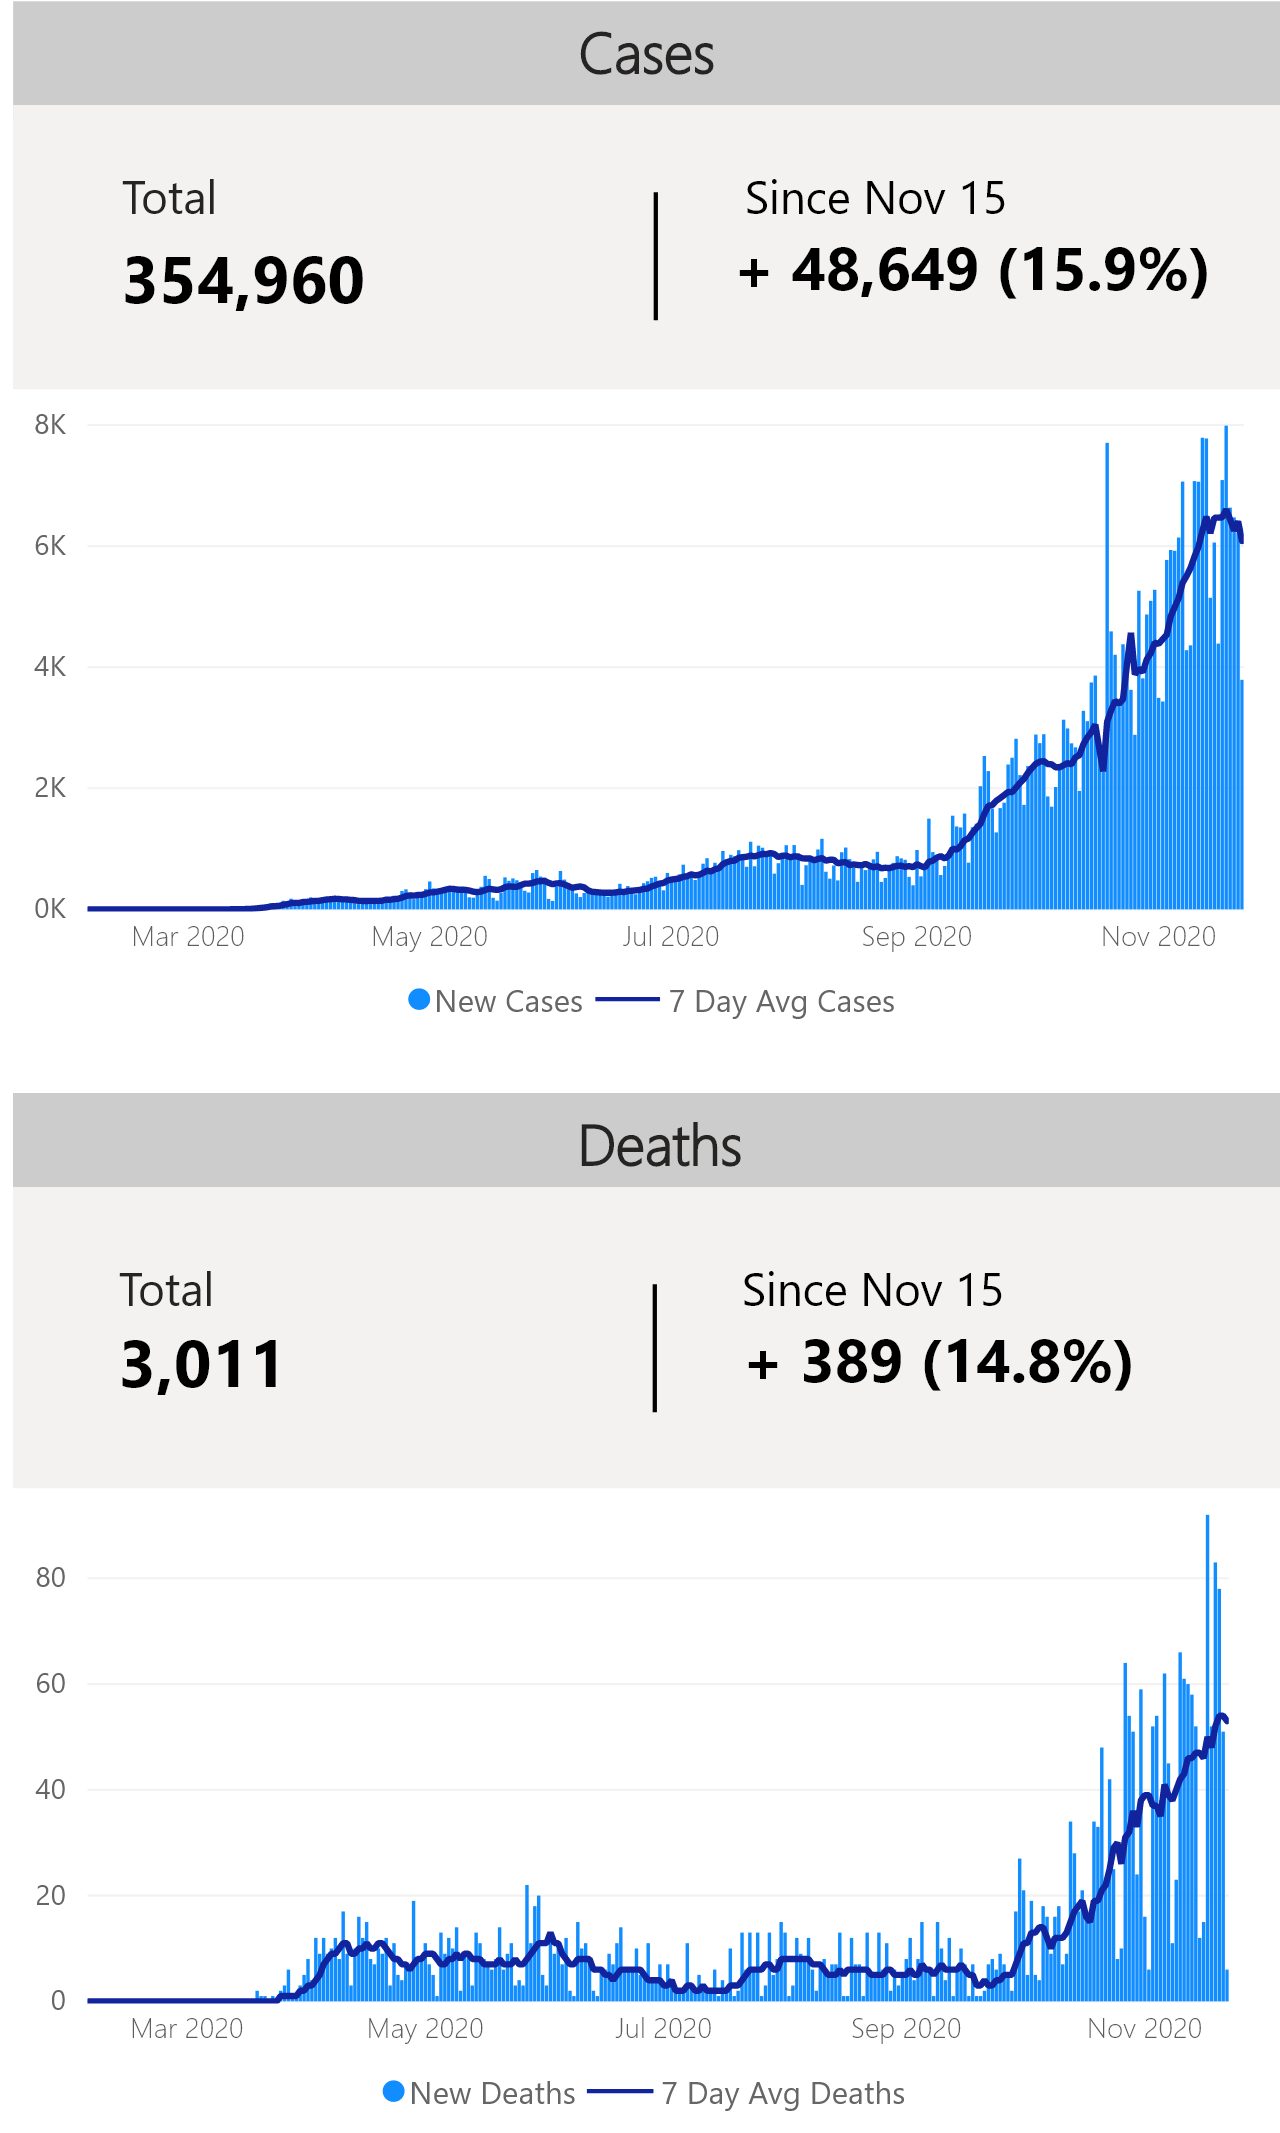 Cases
Total
Since Nov 15
354,960
+ 48,649 (15.9%)
8K
6K
4K
2K
0K
Mar 2020
May 2020
Jul 2020
Sep 2020
Nov 2020
New Cases
7 Day Avg Cases
Deaths
Total
Since Nov 15
3,011
+ 389 (14.8%)
80
60
40
20
0
Mar 2020
May 2020
Jul 2020
Sep 2020
Nov 2020
New Deaths
7 Day Avg Deaths